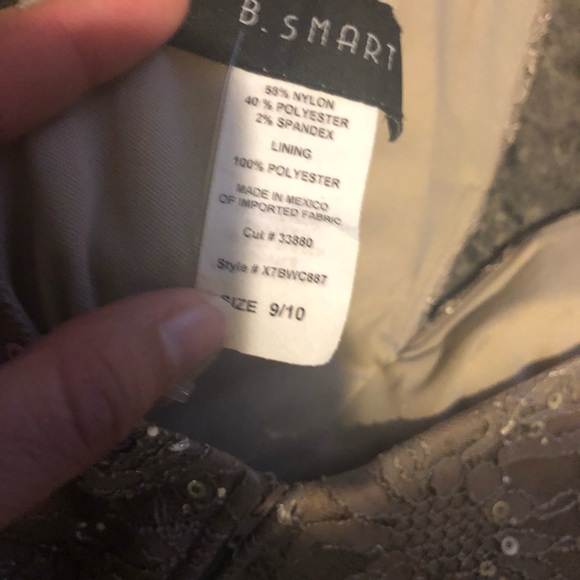 B. SMART
58% NYLON
40 % POLYESTER
2% SPANDEX
LINING
100% POLYESTER
MADE IN MEXICO
OF IMPORTED FABRIC
Cut # 33880
Style # X7BWC887
SIZE 9/10